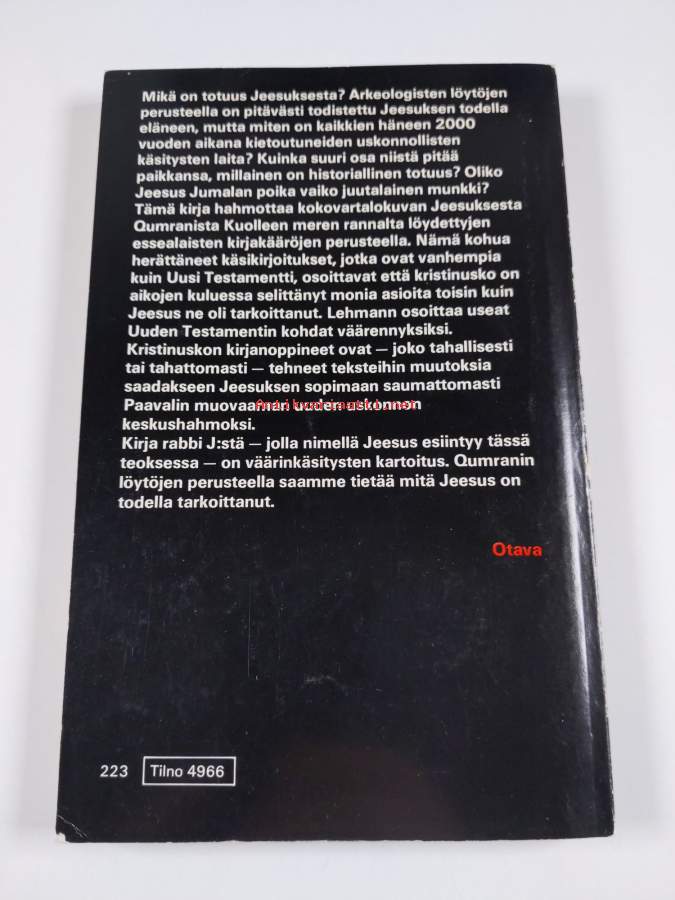 Mikä on totuus Jeesuksesta? Arkeologisten löytöjen
perusteella on pitävästi todistettu Jeesuksen todella
eläneen, mutta miten on kaikkien häneen 2000
vuoden aikana kietoutuneiden uskonnollisten
käsitysten laita? Kuinka suuri osa niistä pitää
paikkansa, millainen on historiallinen totuus? Oliko
Jeesus Jumalan poika vaiko juutalainen munkki?
Tämä kirja hahmottaa kokovartalokuvan Jeesuksesta
Qumranista Kuolleen meren rannalta löydettyjen
essealaisten kirjakääröjen perusteella. Nämä kohua
herättäneet käsikirjoitukset, jotka ovat vanhempia
kuin Uusi Testamentti, osoittavat että kristinusko on
aikojen kuluessa selittänyt monia asioita toisin kuin
Jeesus ne oli tarkoittanut. Lehmann osoittaa useat
Uuden Testamentin kohdat väärennyksiksi.
Kristinuskon kirjanoppineet ovat — joko tahallisesti
tai tahattomasti — tehneet teksteihin muutoksia
saadakseen Jeesuksen sopimaan saumattomasti
Paavalin muovaaman uuden uskonnon
keskushahmoksi.
Kirja rabbi J:stä — jolla nimellä Jeesus esiintyy tässä
teoksessa — on väärinkäsitysten kartoitus. Qumranin
löytöjen perusteella saamme tietää mitä Jeesus on
todella tarkoittanut.
Otava
223 Tilno 4966